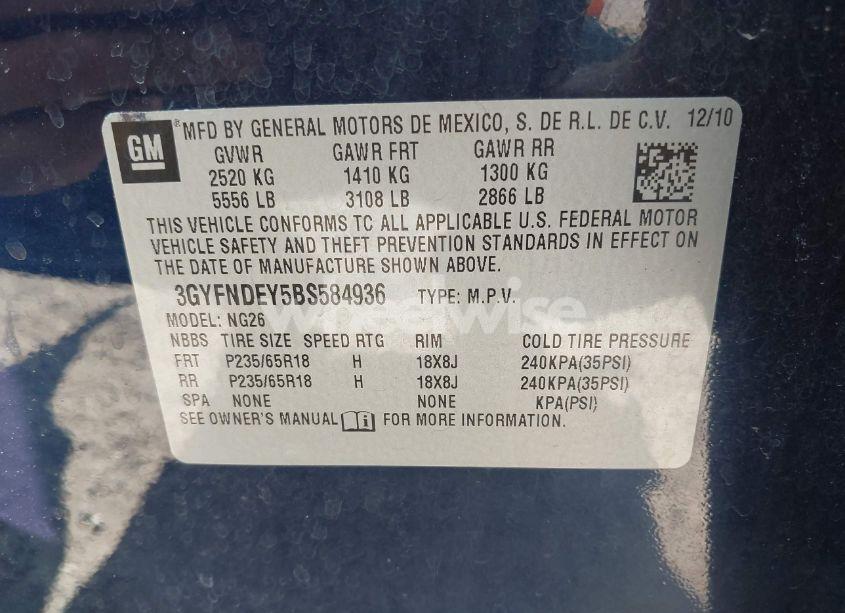 GM
® MFD BY GENERAL MOTORS DE MEXICO, S. DE R.L. DE C.V. 12/10
GVWR GAWR FRT GAWR RR
2520 KG 1410 KG 1300 KG
5556 LB 3108 LB 2866 LB
THIS VEHICLE CONFORMS TO ALL APPLICABLE U.S. FEDERAL MOTOR
VEHICLE SAFETY AND THEFT PREVENTION STANDARDS IN EFFECT ON
THE DATE OF MANUFACTURE SHOWN ABOVE.
3GYFNDEY5BS584936 TYPE: M.P.V.
wheelwise
MODEL: NG26
NBBS TIRE SIZE SPEED RTG RIM COLD TIRE PRESSURE
FRT P235/65R18 H 18X8J 240KPA(35PSI)
RR P235/65R18 H 18X8J 240KPA(35PSI)
SPA NONE NONE KPA(PSI)
SEE OWNER'S MANUAL i FOR MORE INFORMATION.